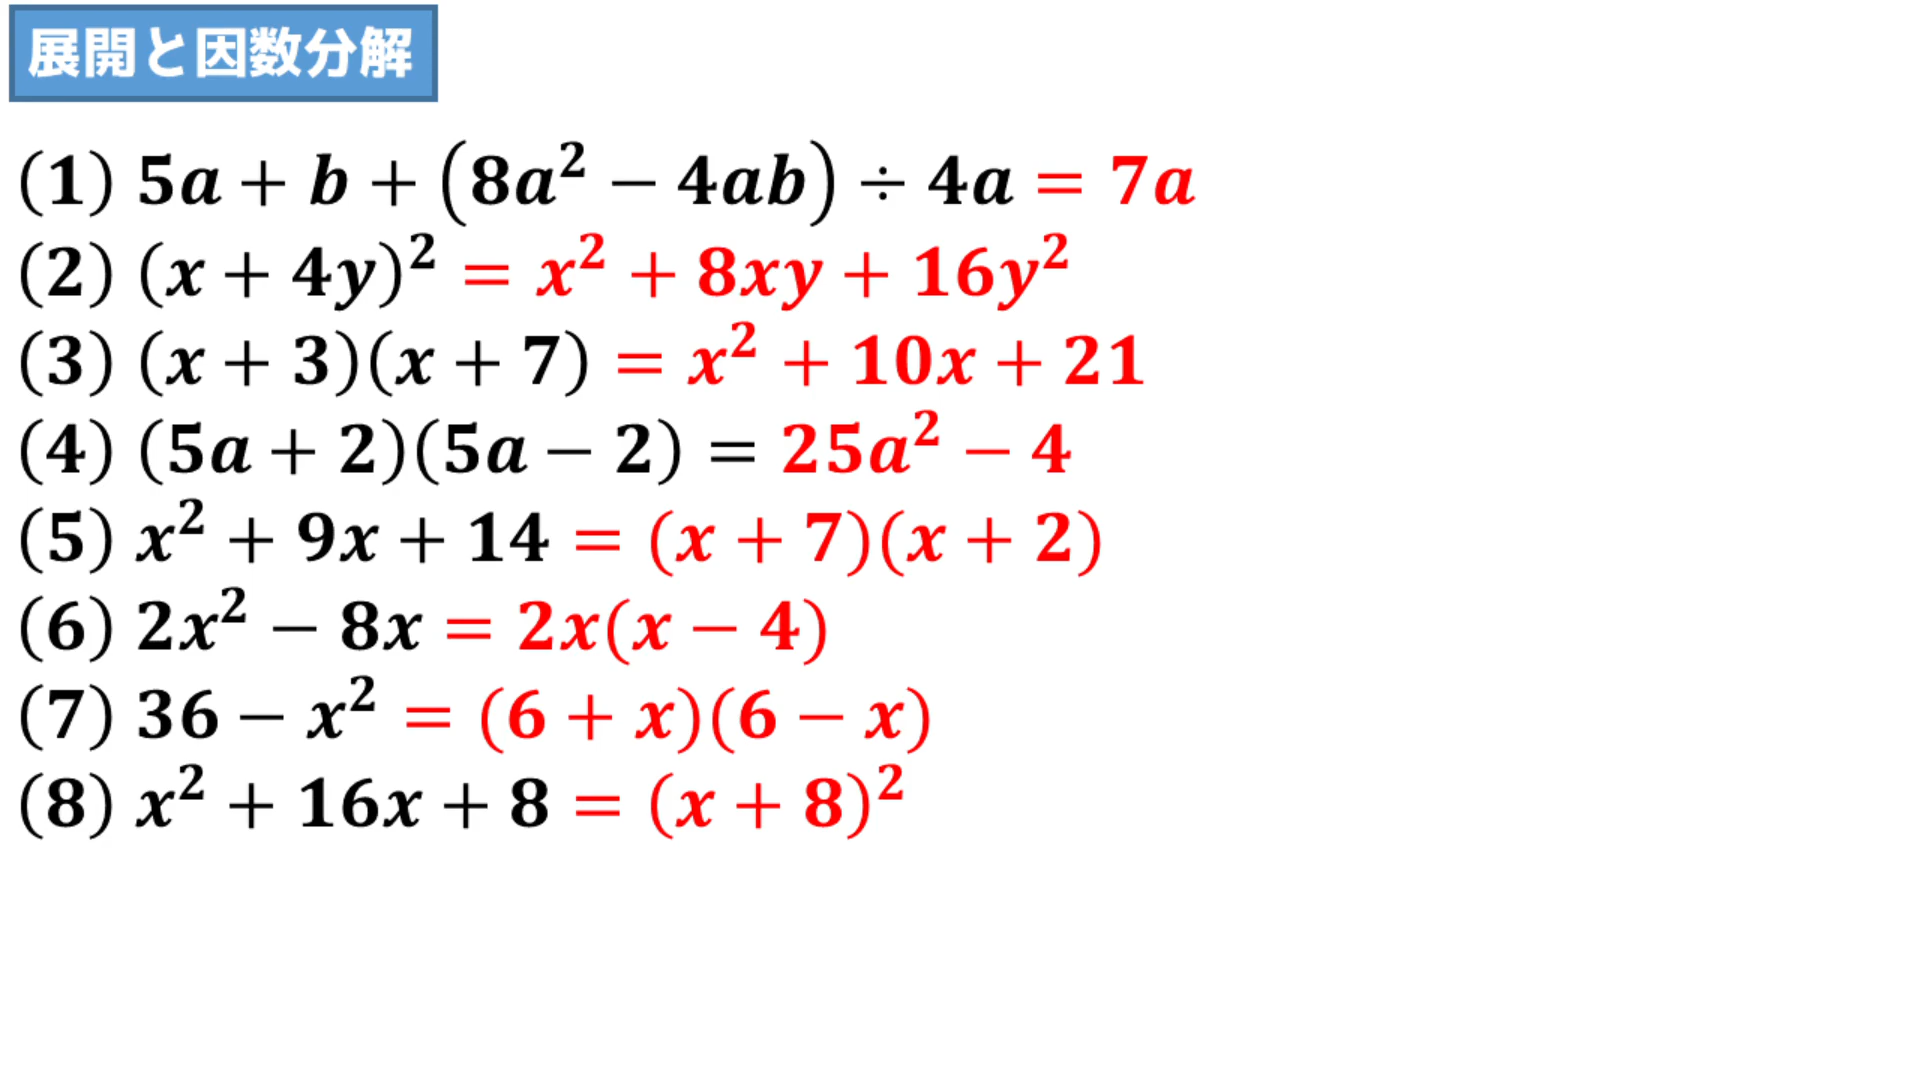 展開と因数分解
(1) 5a + b + (8a² − 4ab) ÷ 4a = 7a
(2) (x + 4y)² = x² + 8xy + 16y²
(3) (x + 3)(x + 7) = x² + 10x + 21
(4) (5a + 2)(5a − 2) = 25a² − 4
(5) x² + 9x + 14 = (x + 7)(x + 2)
(6) 2x² − 8x = 2x(x − 4)
(7) 36 − x² = (6 + x)(6 − x)
(8) x² + 16x + 8 = (x + 8)²